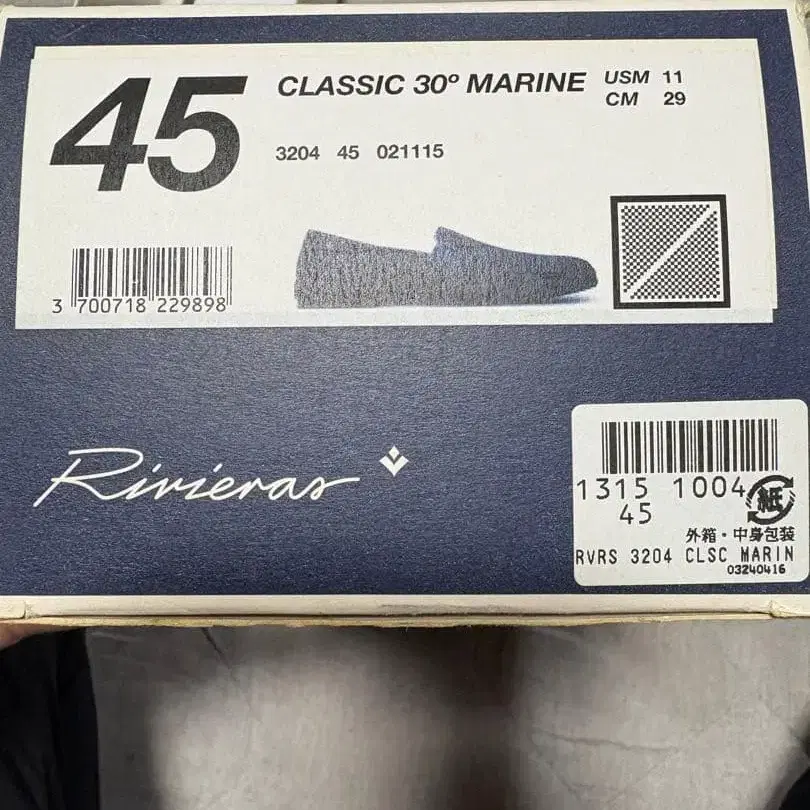 45
CLASSIC 30º MARINE
USM 11
CM 29
3204 45 021115
3 700718 229898
Rivieras
1315 1004
45
紙
外箱・中身包装
RVRS 3204 CLSC MARIN
03240416